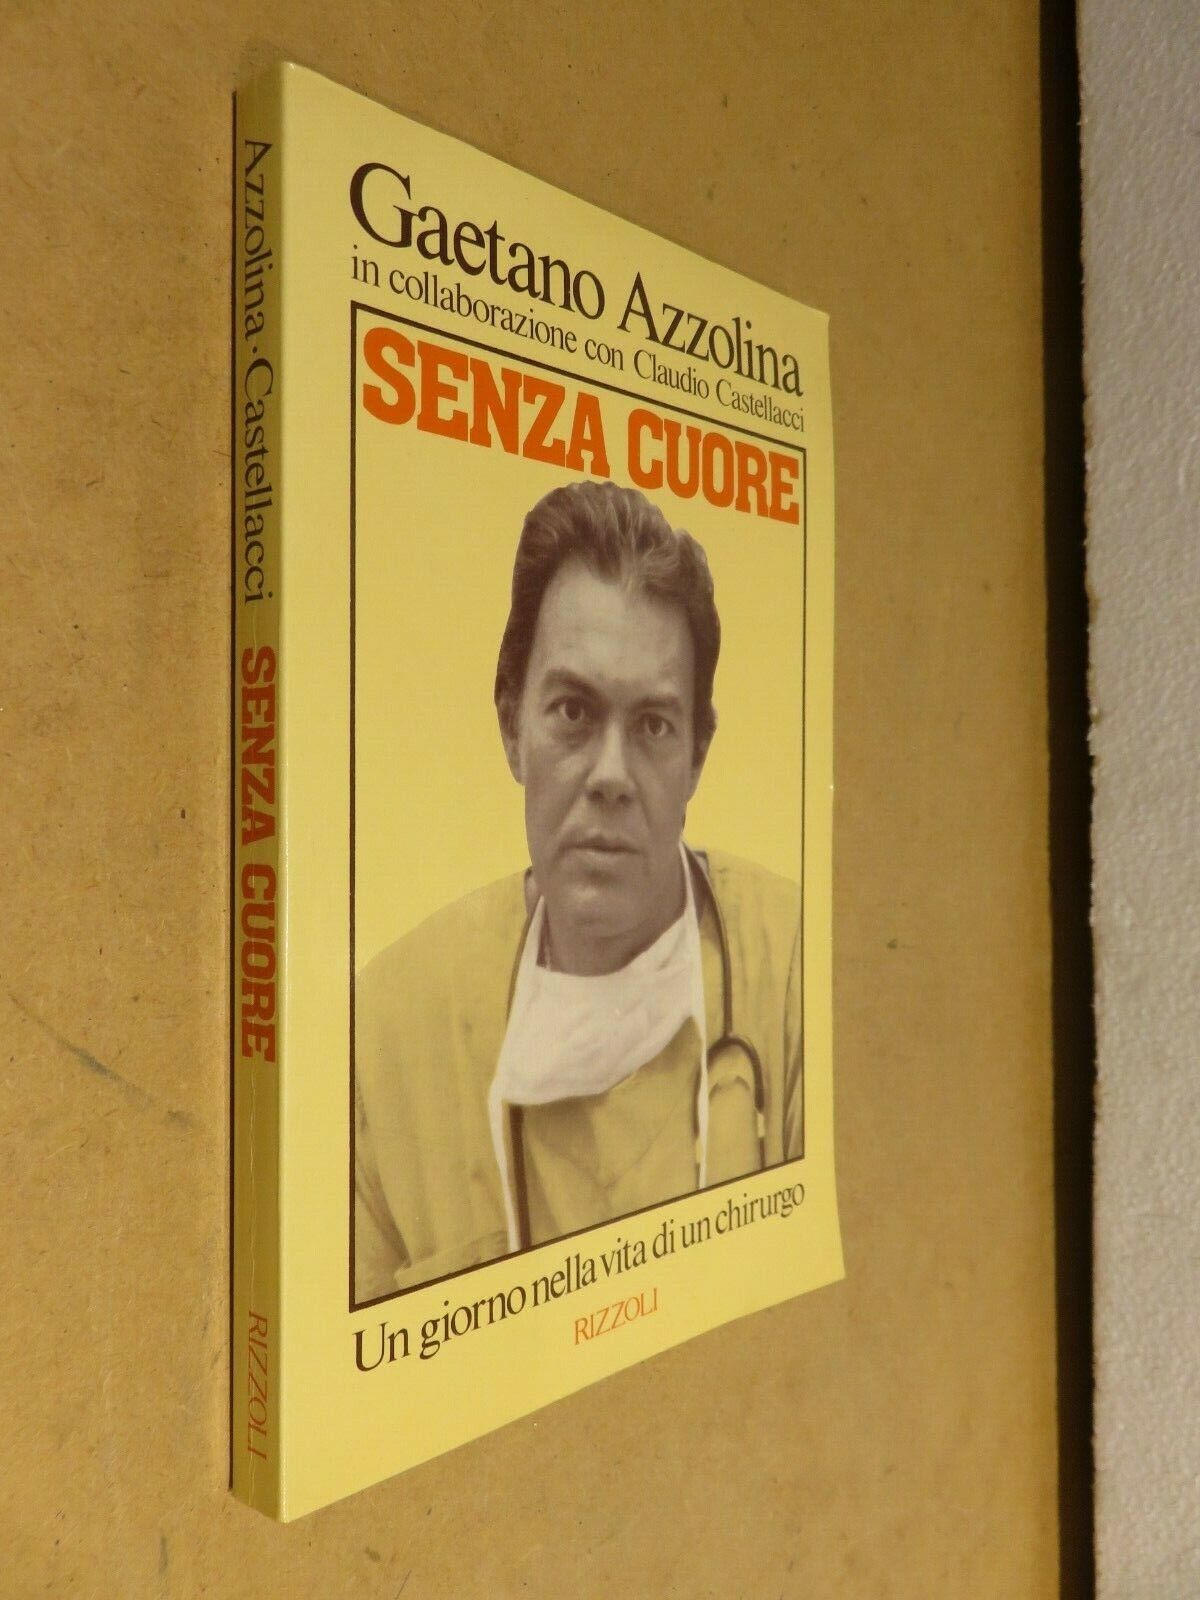 Gaetano Azzolina
in collaborazione con Claudio Castellacci
SENZA CUORE
Un giorno nella vita di un chirurgo
RIZZOLI
Azzolina · Castellacci SENZA CUORE RIZZOLI